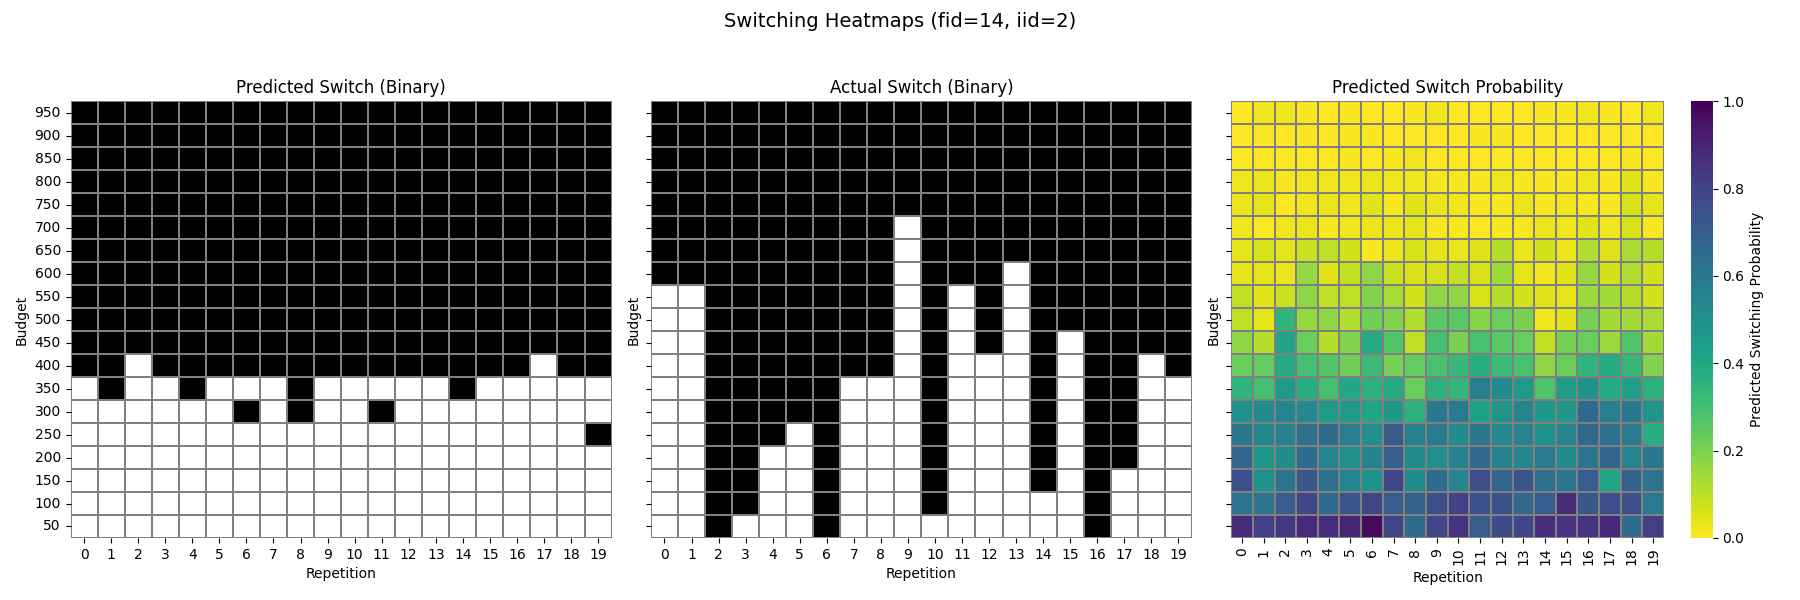 Switching Heatmaps (fid=14, iid=2)
Predicted Switch (Binary)
Budget
950
900
850
800
750
700
650
600
550
500
450
400
350
300
250
200
150
100
50
0 1 2 3 4 5 6 7 8 9 10 11 12 13 14 15 16 17 18 19
Repetition
Actual Switch (Binary)
Budget
0 1 2 3 4 5 6 7 8 9 10 11 12 13 14 15 16 17 18 19
Repetition
Predicted Switch Probability
Budget
0 1 2 3 4 5 6 7 8 9 10 11 12 13 14 15 16 17 18 19
Repetition
1.0
0.8
0.6
0.4
0.2
0.0
Predicted Switching Probability